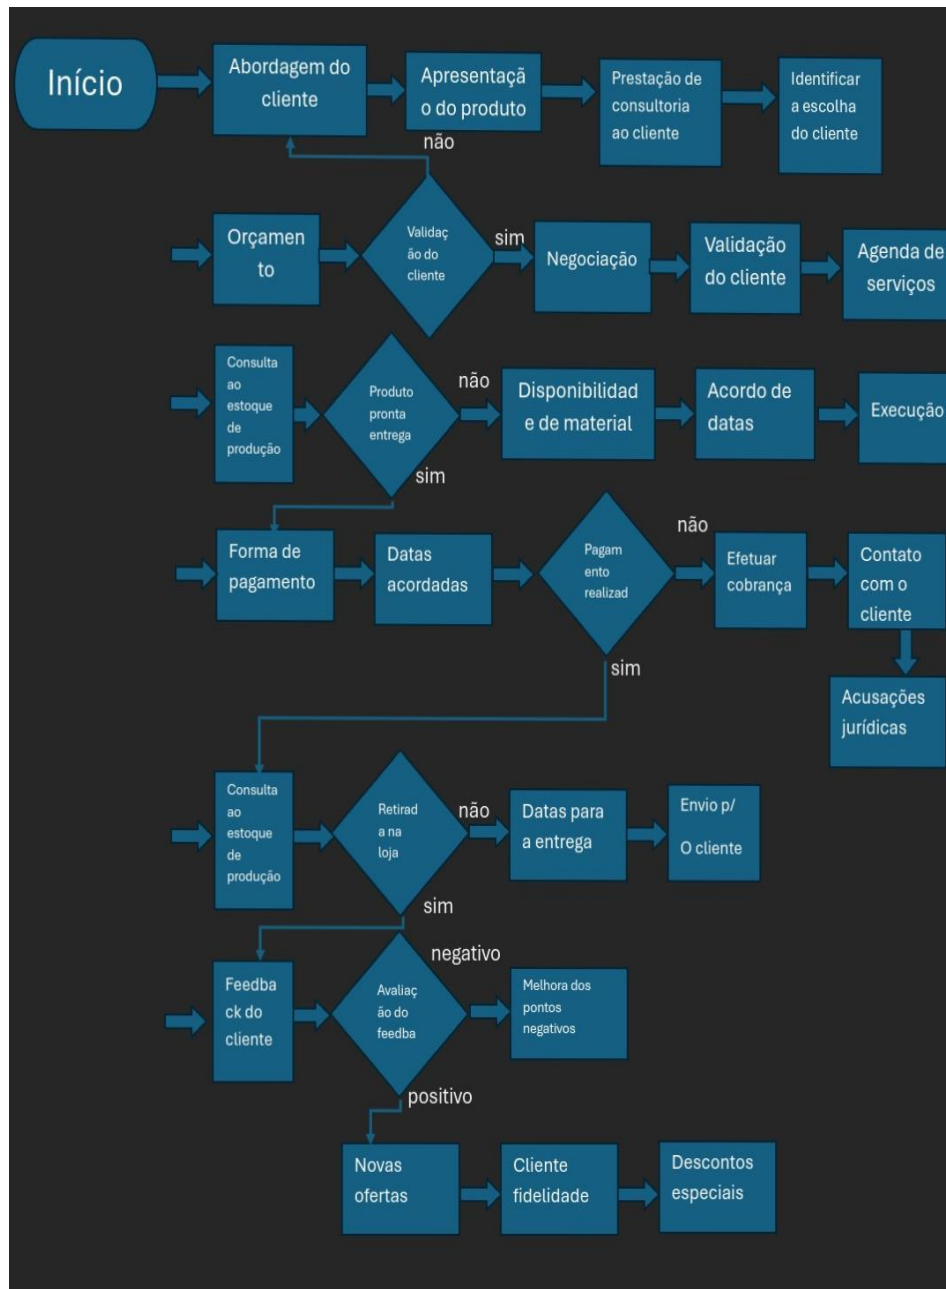 Início
Abordagem do
cliente
Apresentaçã
o do produto
Prestação de
consultoria
ao cliente
Identificar
a escolha
do cliente
não
Orçamen
to
Validaç
ão do
cliente
sim
Negociação
Validação
do cliente
Agenda de
serviços
Consulta
ao
estoque
de
produção
Produto
pronta
entrega
não
Disponibilidad
e de material
Acordo de
datas
Execução
sim
Forma de
pagamento
Datas
acordadas
Pagam
ento
realizad
não
Efetuar
cobrança
Contato
com o
cliente
sim
Acusações
jurídicas
Consulta
ao
estoque
de
produção
Retirad
a na
loja
não
Datas para
a entrega
Envio p/
O cliente
sim
Feedba
ck do
cliente
Avaliaç
ão do
feedba
negativo
Melhora dos
pontos
negativos
positivo
Novas
ofertas
Cliente
fidelidade
Descontos
especiais